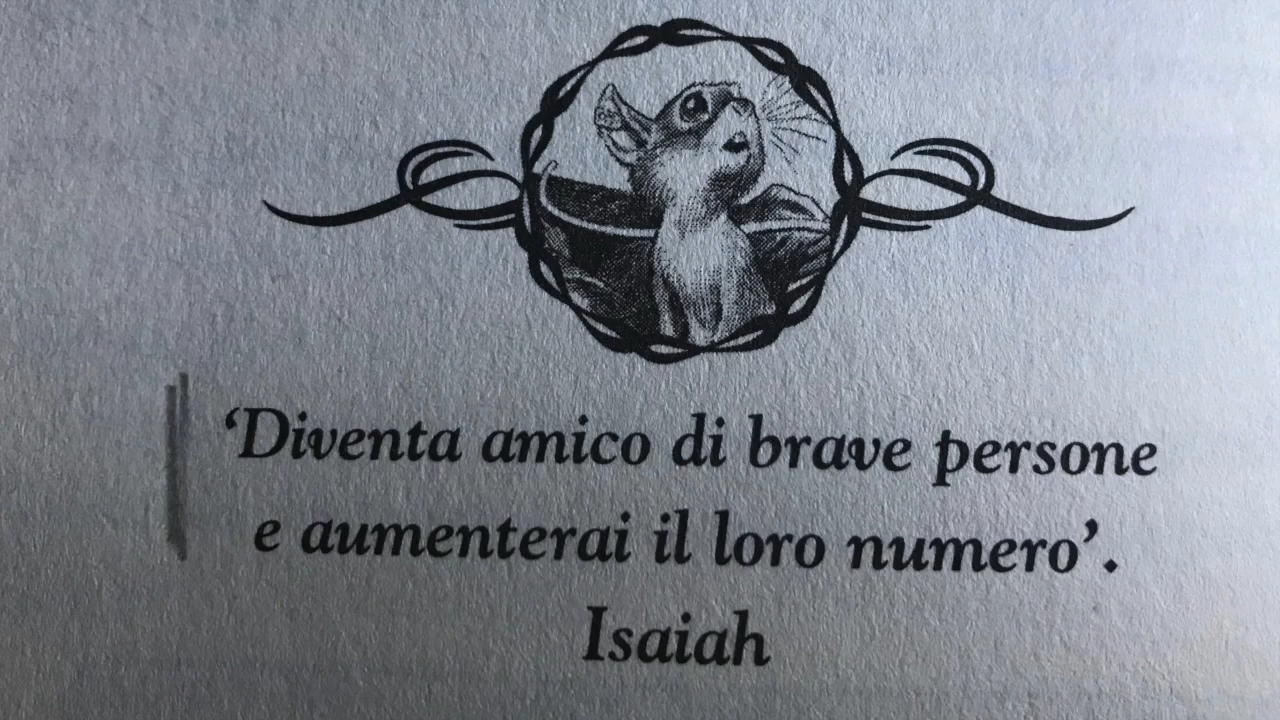 ‘Diventa amico di brave persone
e aumenterai il loro numero’.
Isaiah